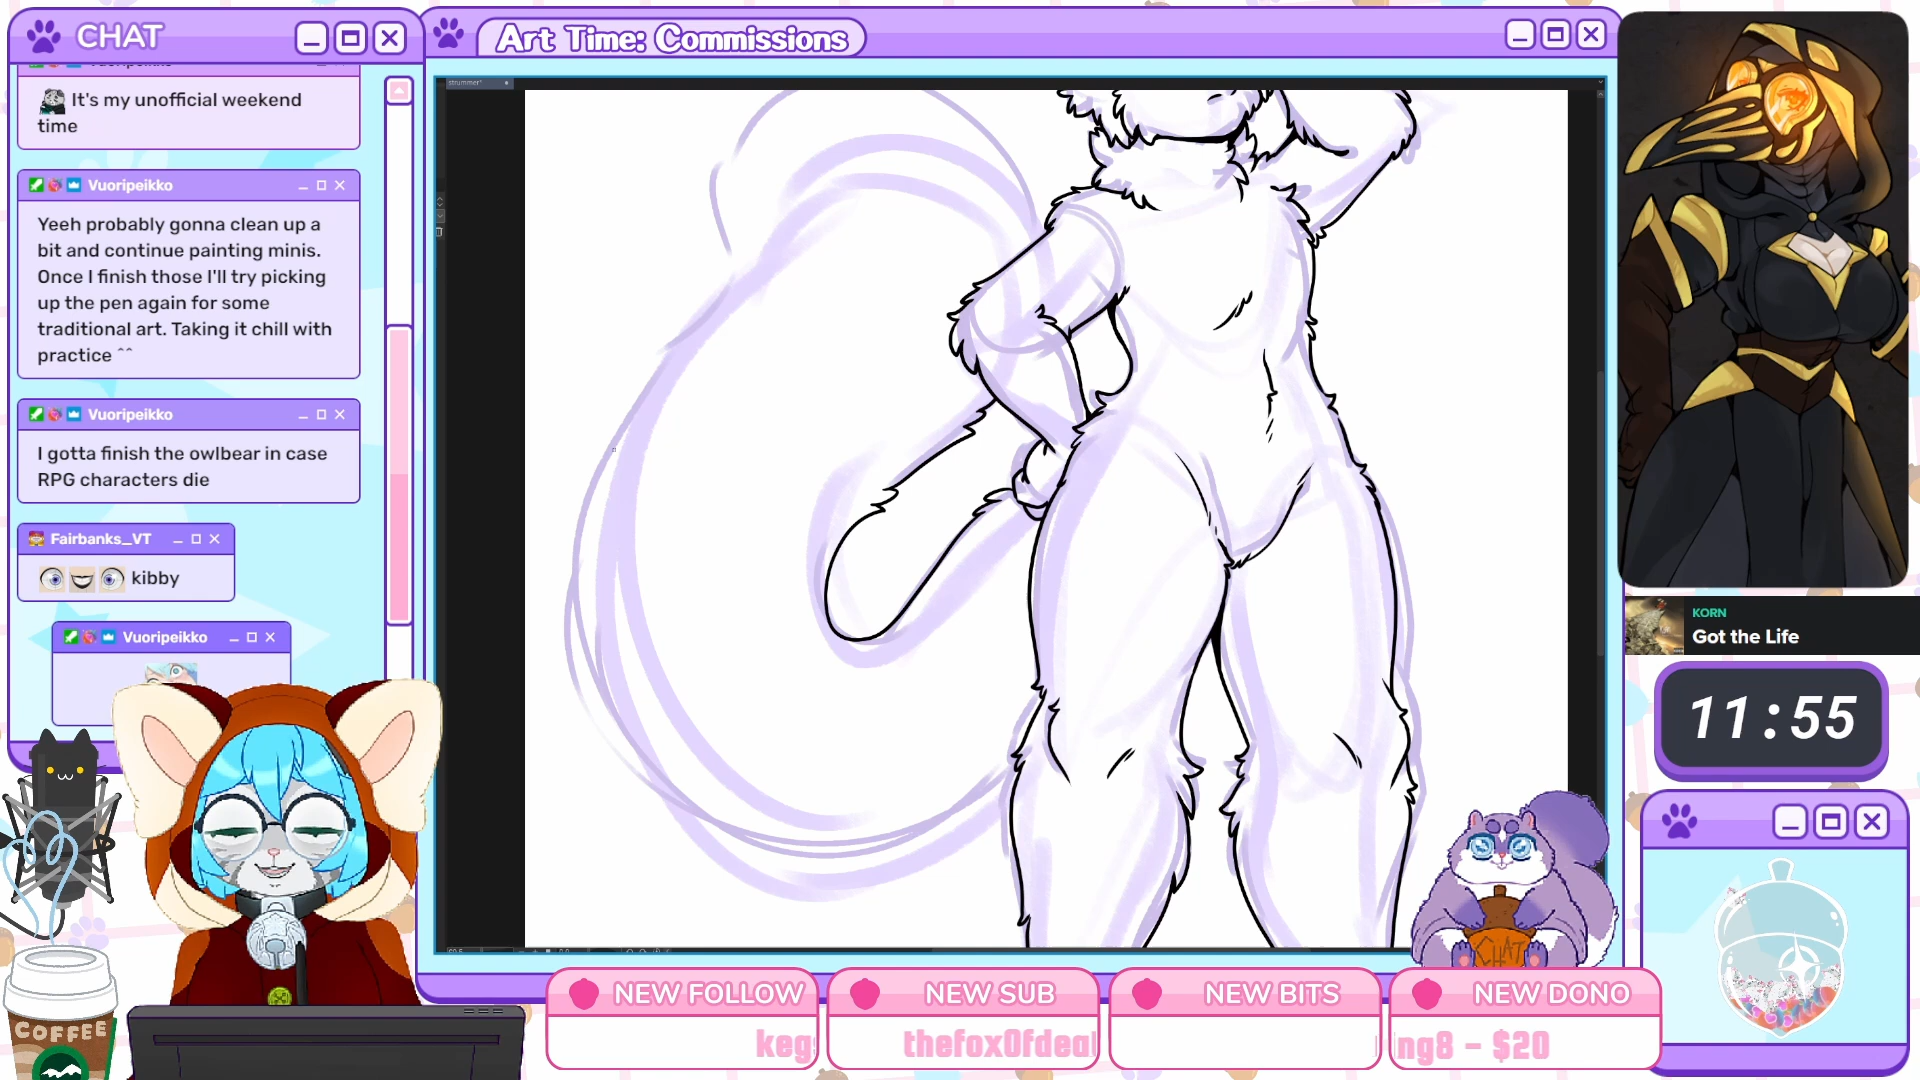 CHAT
Art Time: Commissions
Vuoripeikko
It's my unofficial weekend
time
Vuoripeikko
Yeeh probably gonna clean up a
bit and continue painting minis.
Once I finish those I'll try picking
up the pen again for some
traditional art. Taking it chill with
practice ^^
Vuoripeikko
I gotta finish the owlbear in case
RPG characters die
Fairbanks_VT
kibby
Vuoripeikko
strummer*
KORN
Got the Life
11:55
CHAT
COFFEE
NEW FOLLOW
NEW SUB
NEW BITS
NEW DONO
keg
thefox0fdeal
ng8 - $20